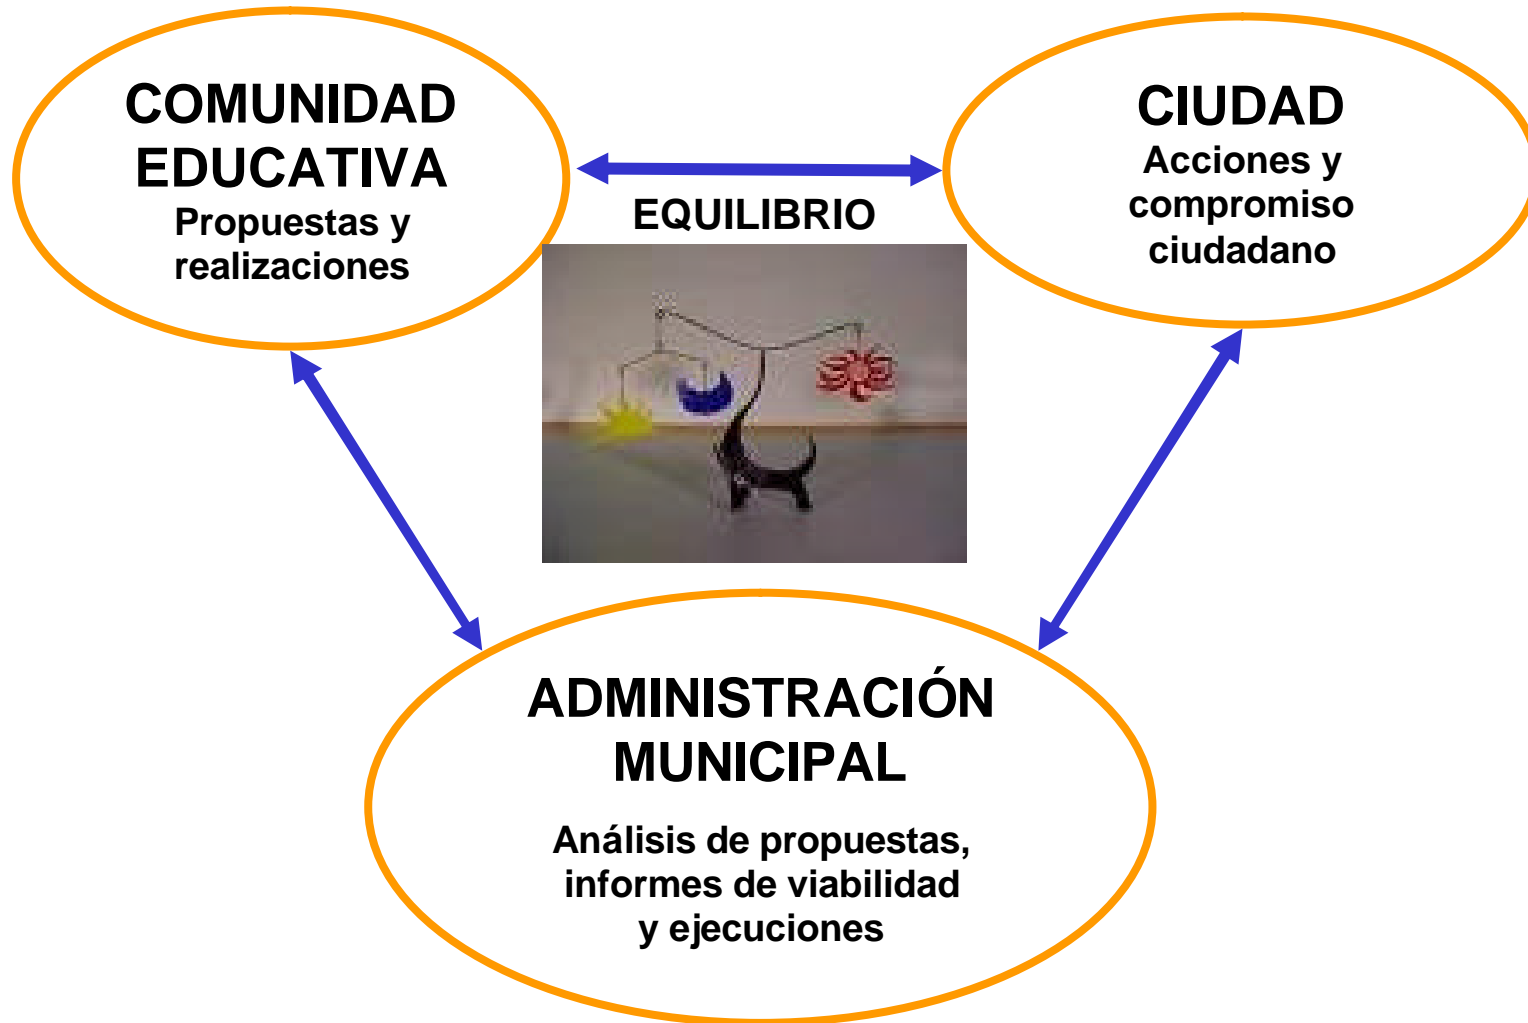 COMUNIDAD
EDUCATIVA
Propuestas y
realizaciones
CIUDAD
Acciones y
compromiso
ciudadano
EQUILIBRIO
ADMINISTRACIÓN
MUNICIPAL
Análisis de propuestas,
informes de viabilidad
y ejecuciones